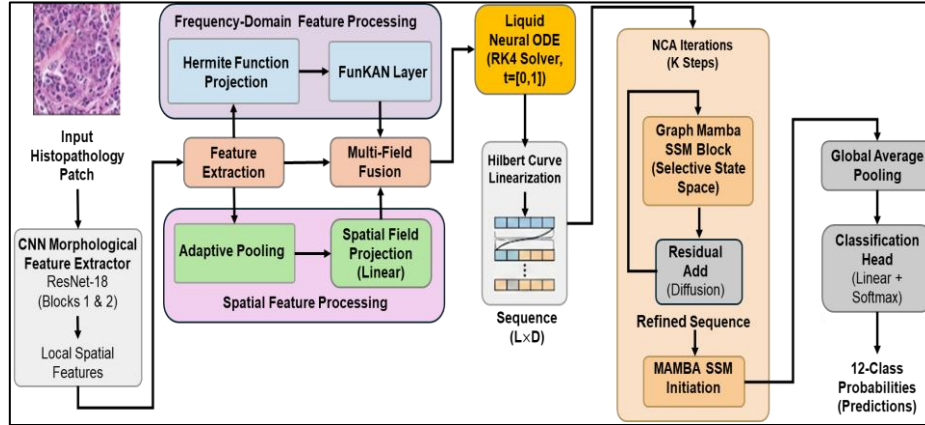 Input
Histopathology
Patch
CNN Morphological
Feature Extractor
ResNet-18
(Blocks 1 & 2)
Local Spatial
Features
Frequency-Domain Feature Processing
Hermite Function
Projection
FunKAN Layer
Feature
Extraction
Multi-Field
Fusion
Adaptive Pooling
Spatial Field
Projection
(Linear)
Spatial Feature Processing
Liquid
Neural ODE
(RK4 Solver,
t=[0,1])
Hilbert Curve
Linearization
Sequence
(L×D)
NCA Iterations
(K Steps)
Graph Mamba
SSM Block
(Selective State
Space)
Residual
Add
(Diffusion)
Refined Sequence
MAMBA SSM
Initiation
Global Average
Pooling
Classification
Head
(Linear +
Softmax)
12-Class
Probabilities
(Predictions)